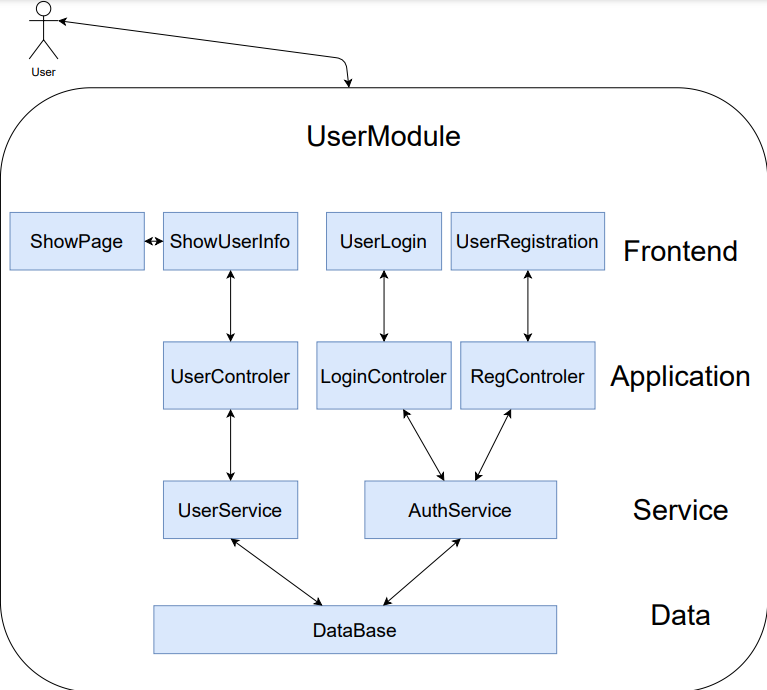 User
UserModule
ShowPage
ShowUserInfo
UserLogin
UserRegistration
Frontend
UserControler
LoginControler
RegControler
Application
UserService
AuthService
Service
DataBase
Data